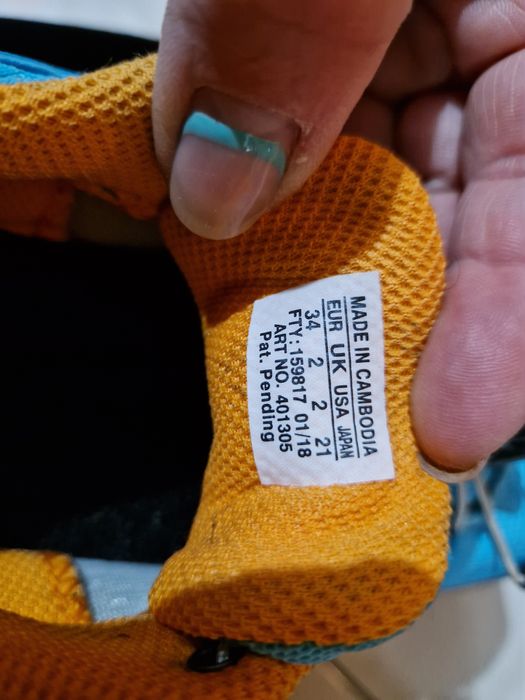 MADE IN CAMBODIA
EUR UK USA JAPAN
34 2 2 21
FTY: 159817 01/18
ART NO. 401305
Pat. Pending